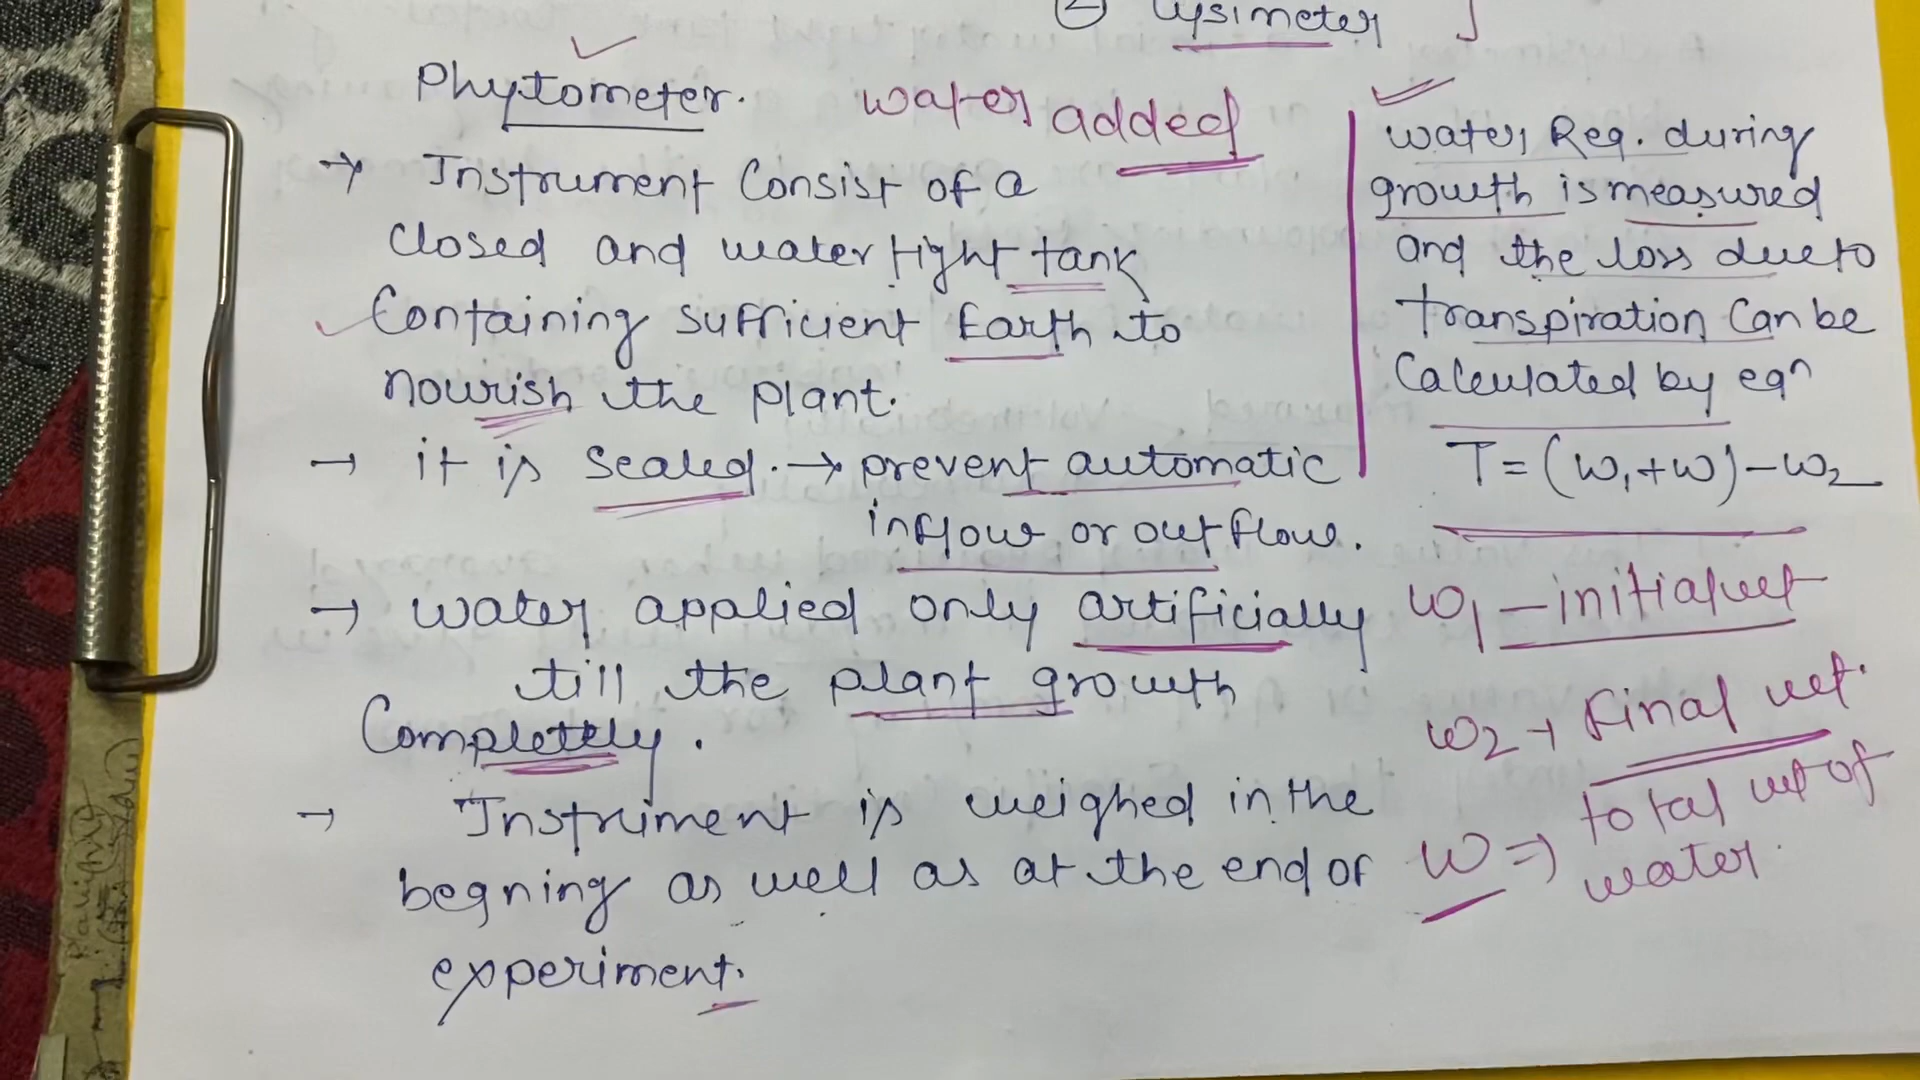 ② Lysimeter ]
Phytometer.
water added
→ Instrument Consist of a
closed and water tight tank
Containing sufficient Earth to
nourish the plant.
→ it is sealed. → prevent automatic
inflow or outflow.
→ water applied only artificially
till the plant growth
Completely.
→ Instriment is weighed in the
begning as well as at the end of
experiment.
water Req. during
growth is measured
and the loss due to
transpiration Can be
Calculated by eqn
T = (w1+w) - w2
w1 - initial wt
w2 → Final wt.
w ⇒ total wt of
water.